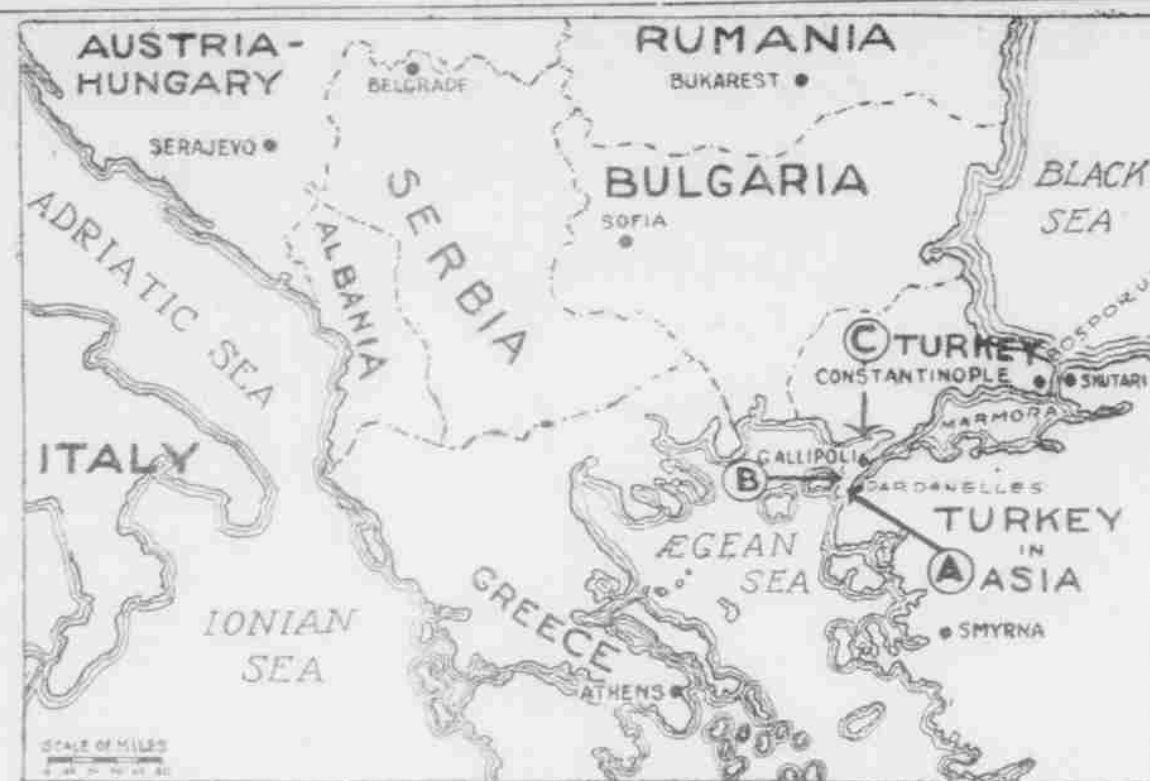 AUSTRIA-
HUNGARY
BELGRADE
SERAJEVO
RUMANIA
BUKAREST
BULGARIA
SOFIA
BLACK
SEA
ADRIATIC SEA
ALBANIA
SERBIA
BOSPORU
C TURKEY
CONSTANTINOPLE
SKUTARI
MARMORA
ITALY
GALLIPOLI
B
DARDANELLES
ÆGEAN
SEA
TURKEY
IN
A ASIA
GREECE
IONIAN
SEA
SMYRNA
ATHENS
SCALE OF MILES